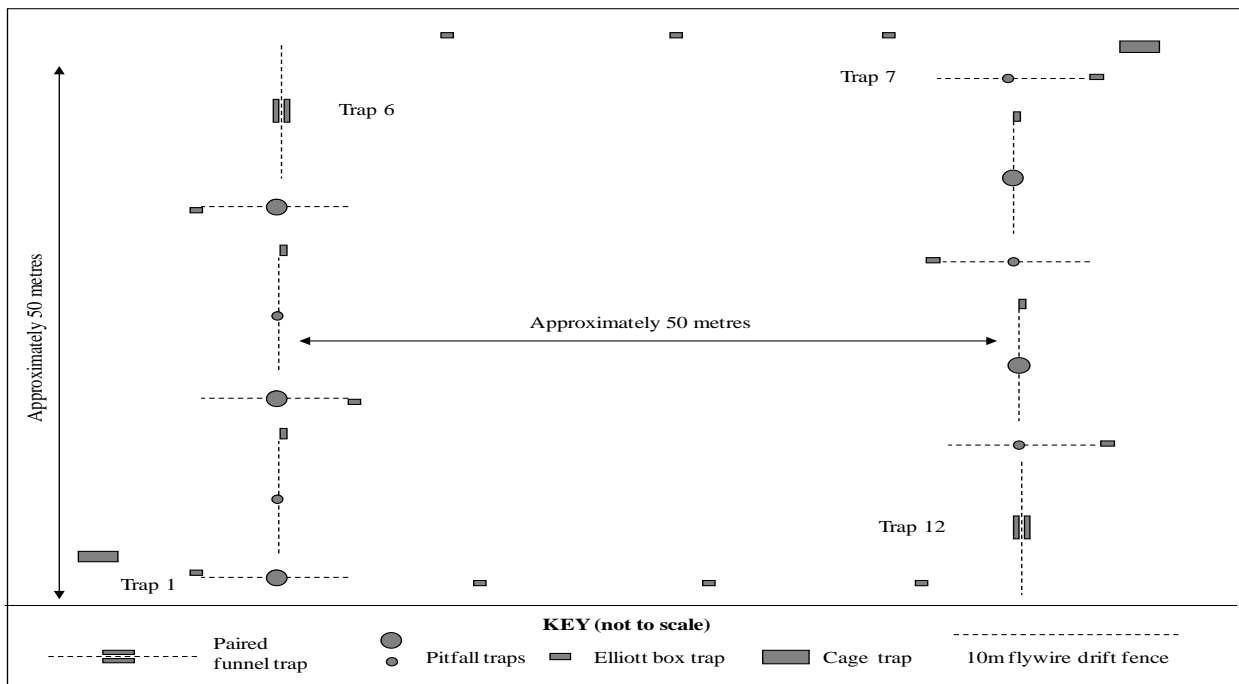 Trap 7
Trap 6
Approximately 50 metres
Approximately 50 metres
Trap 12
Trap 1
KEY (not to scale)
Paired
funnel trap
Pitfall traps
Elliott box trap
Cage trap
10m flywire drift fence